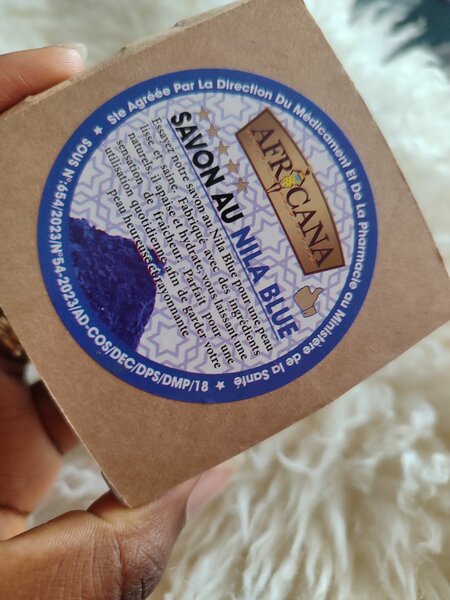 Ste Agréée Par La Direction Du Médicament Et De La Pharmacie au Ministère de la Santé
AFRICANA
SAVON AU NILA BLUE
Essayez notre savon au Nila Blue Pour une peau
lisse et saine. Fabriqué avec des ingrédients
naturels, il apaise et hydrate, vous laissant une
sensation de fraîcheur. Parfait pour une
utilisation quotidienne afin de garder votre
peau heureuse et rayonnante
SOUS N°:654/2023/N°54-2023/AD-COS/DEC/DPS/DMP/18